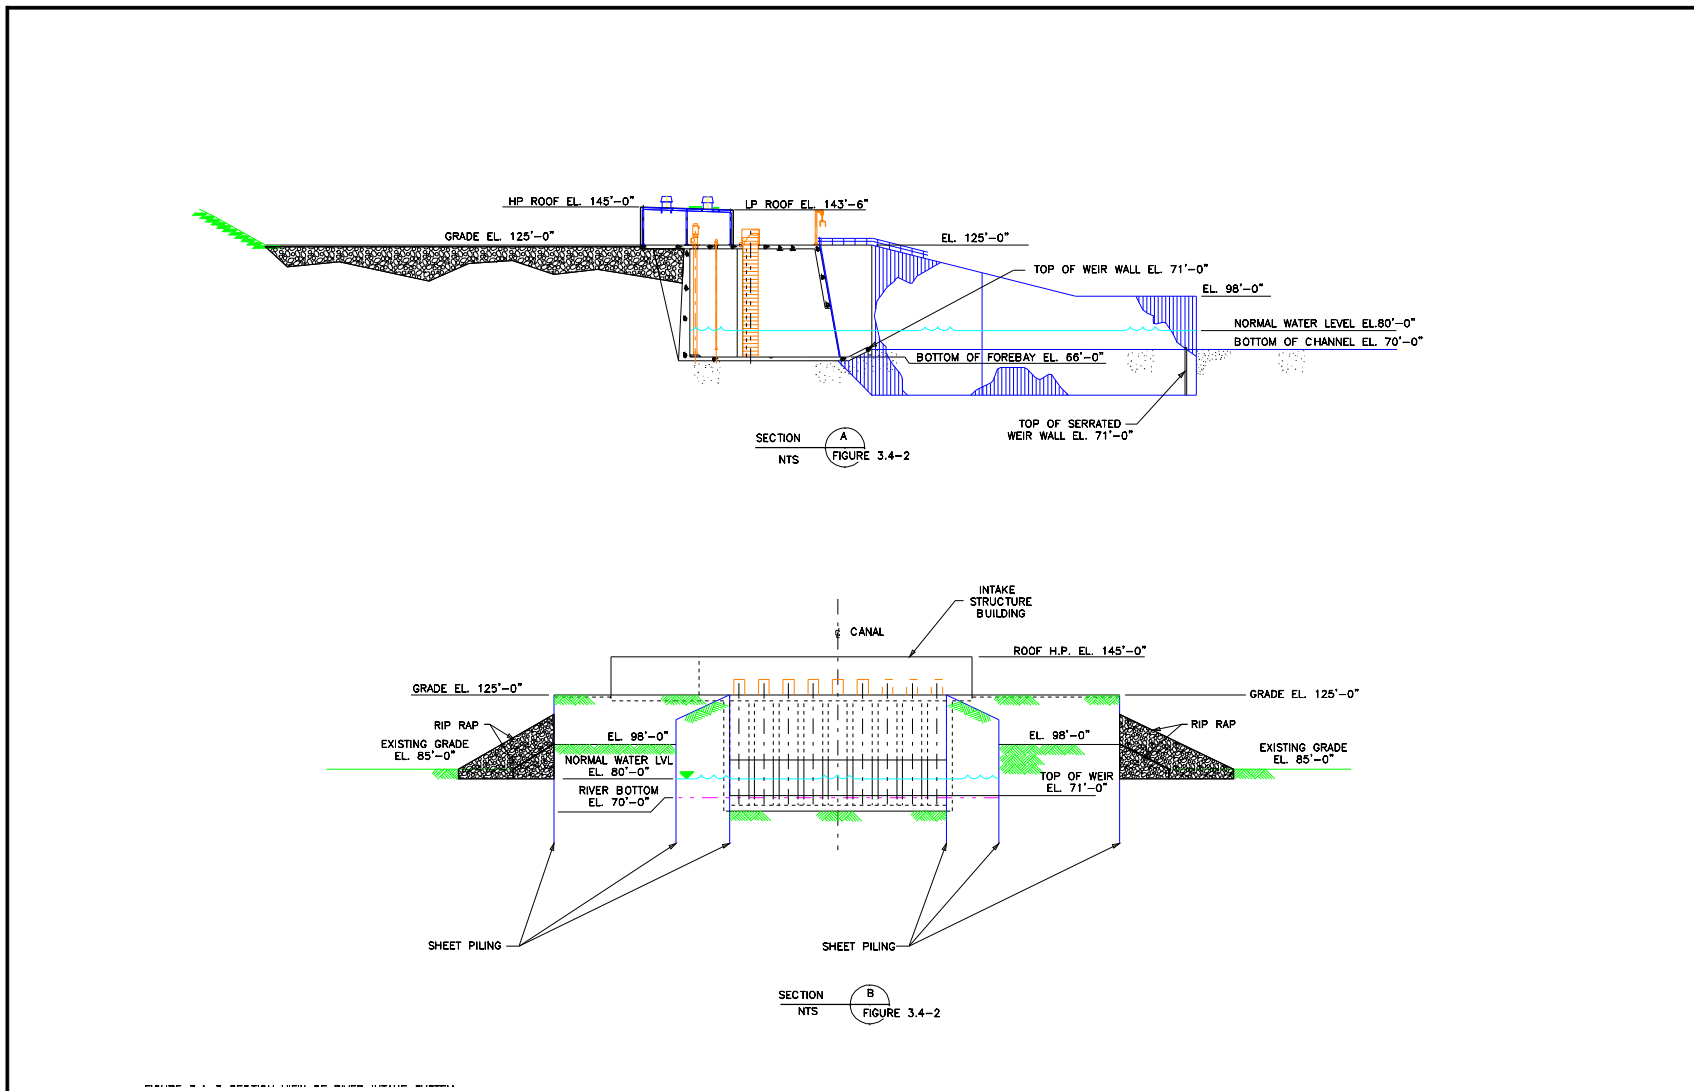 HP ROOF EL. 145'-0"
LP ROOF EL. 143'-6"
GRADE EL. 125'-0"
EL. 125'-0"
TOP OF WEIR WALL EL. 71'-0"
EL. 98'-0"
NORMAL WATER LEVEL EL.80'-0"
BOTTOM OF CHANNEL EL. 70'-0"
BOTTOM OF FOREBAY EL. 66'-0"
TOP OF SERRATED
WEIR WALL EL. 71'-0"
SECTION A
NTS FIGURE 3.4-2
INTAKE
STRUCTURE
BUILDING
CANAL
ROOF H.P. EL. 145'-0"
GRADE EL. 125'-0"
GRADE EL. 125'-0"
RIP RAP
RIP RAP
EXISTING GRADE
EL. 85'-0"
EL. 98'-0"
EL. 98'-0"
EXISTING GRADE
EL. 85'-0"
NORMAL WATER LVL
EL. 80'-0"
TOP OF WEIR
EL. 71'-0"
RIVER BOTTOM
EL. 70'-0"
SHEET PILING
SHEET PILING
SECTION B
NTS FIGURE 3.4-2